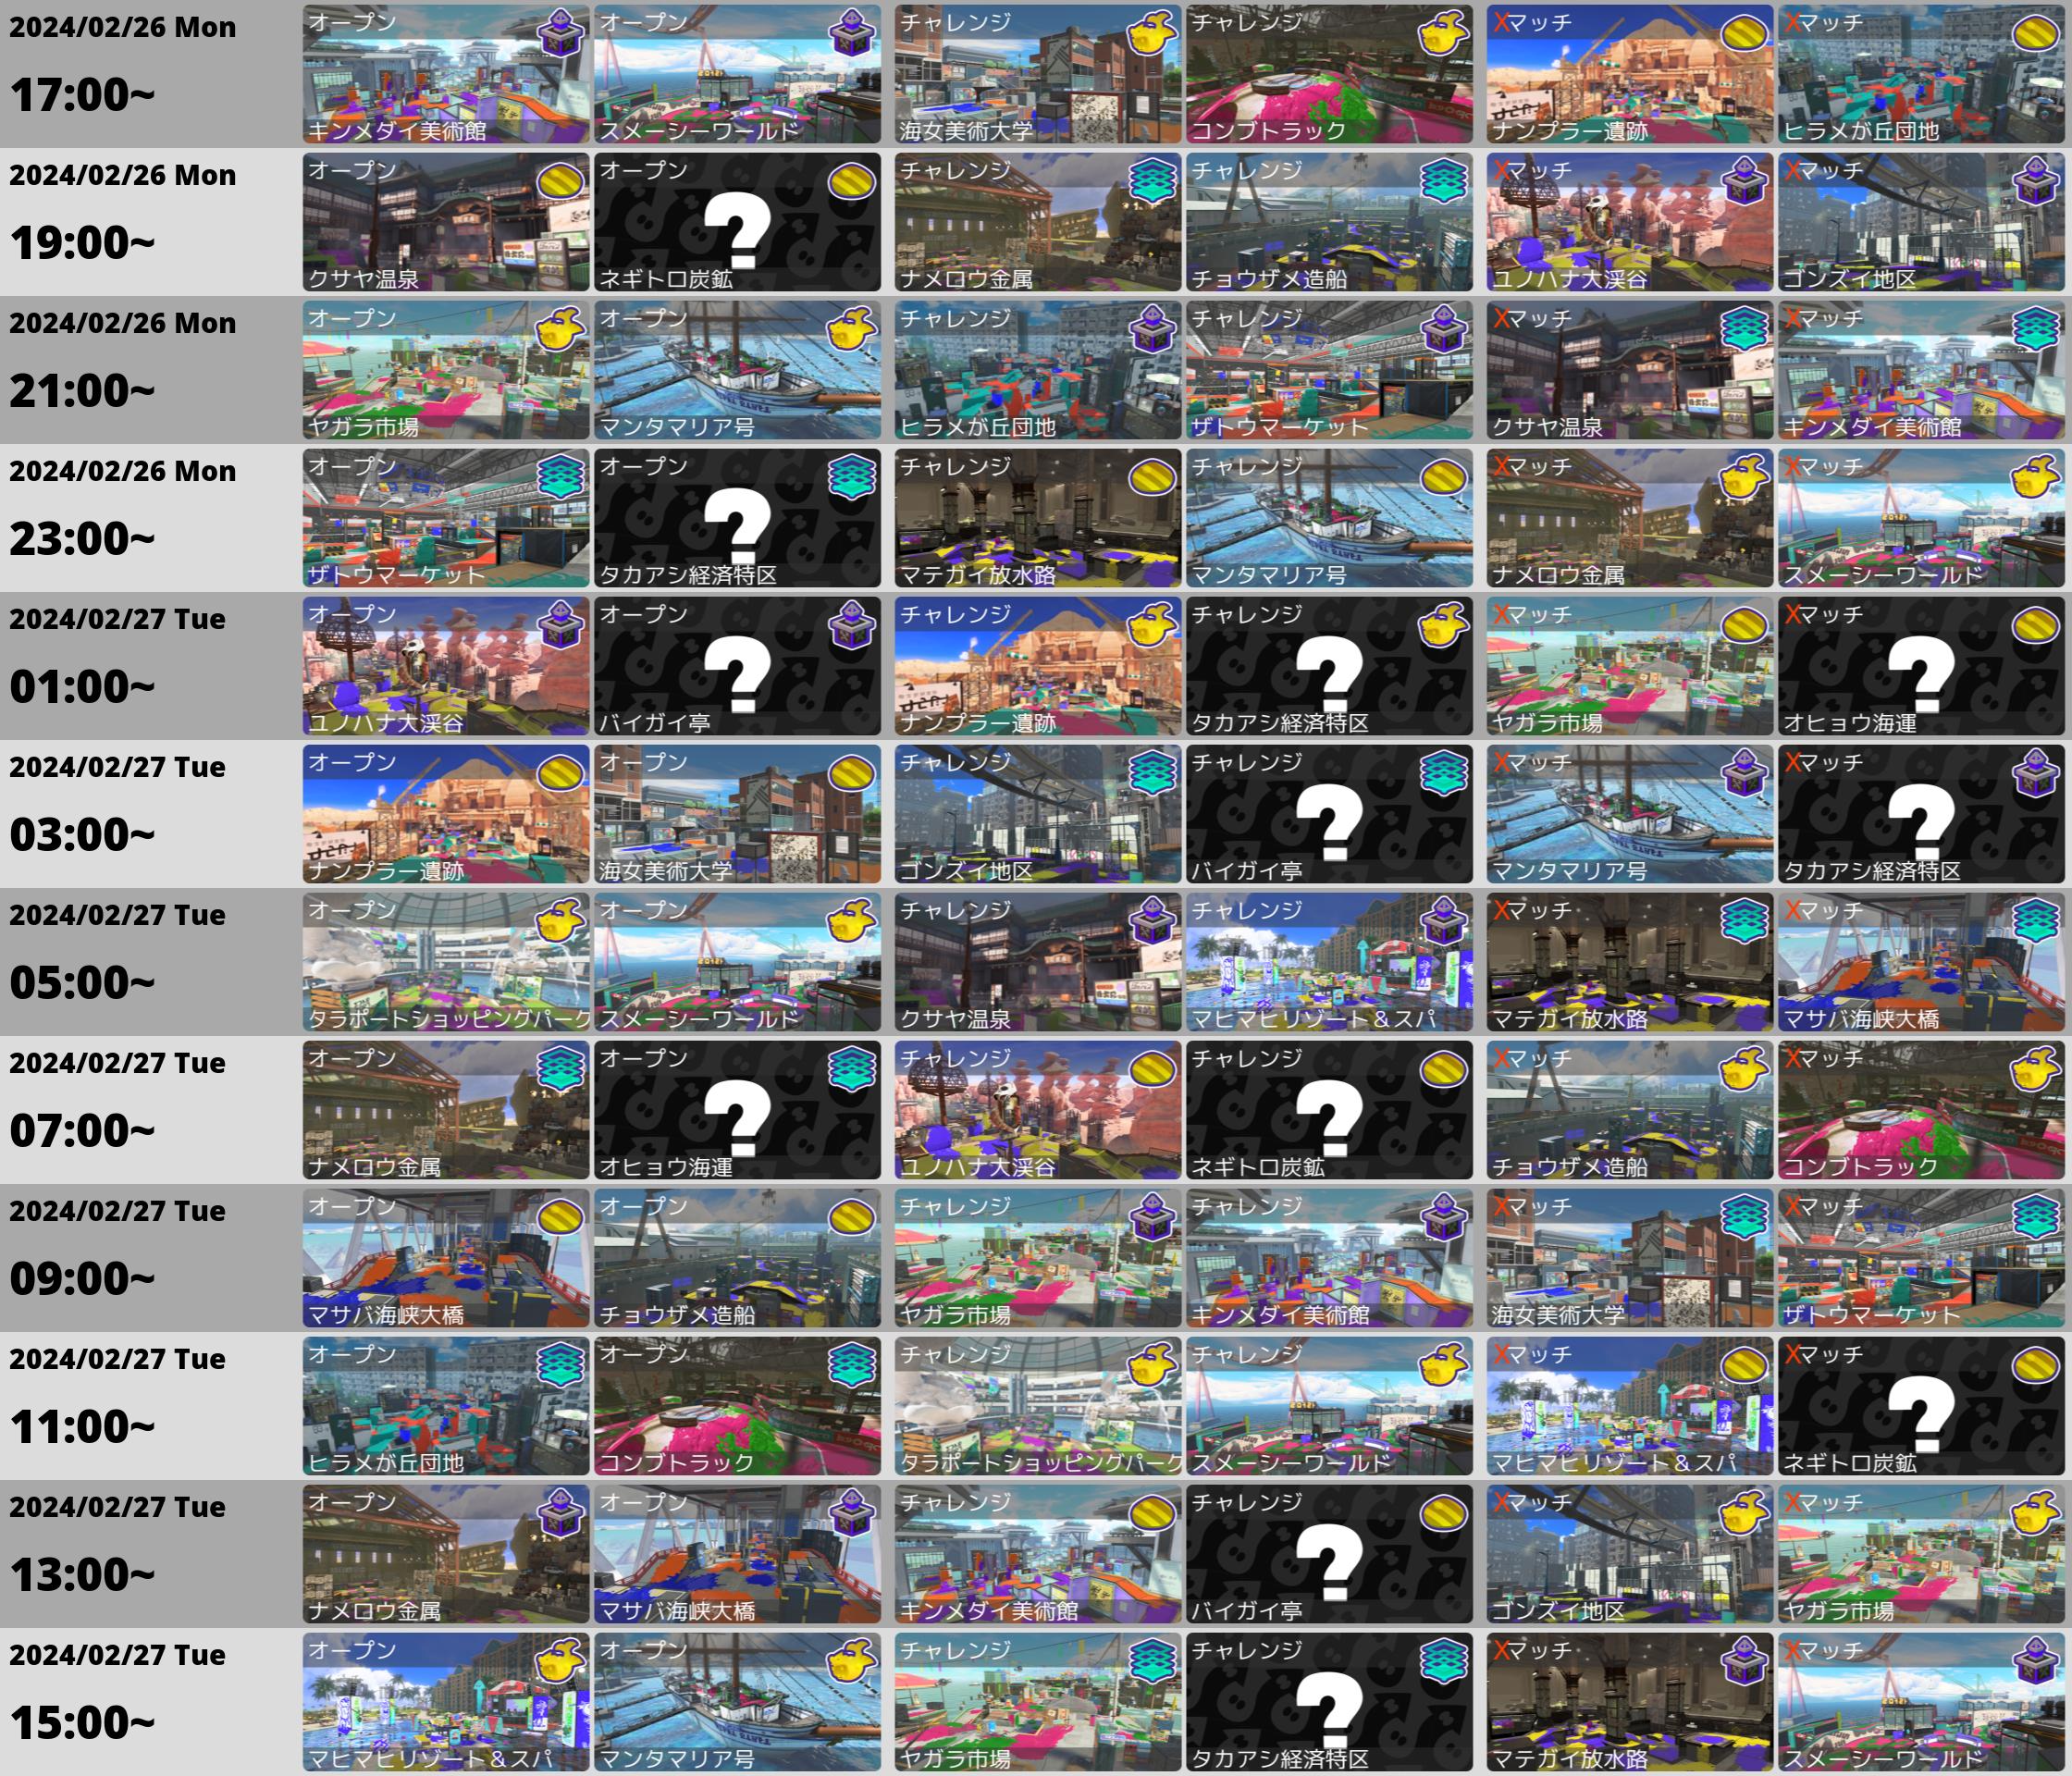 2024/02/26 Mon
17:00~
オープン
キンメダイ美術館
オープン
スメーシーワールド
チャレンジ
海女美術大学
チャレンジ
コンブトラック
Xマッチ
ナンプラー遺跡
Xマッチ
ヒラメが丘団地
2024/02/26 Mon
19:00~
オープン
クサヤ温泉
オープン
?
ネギトロ炭鉱
チャレンジ
ナメロウ金属
チャレンジ
チョウザメ造船
Xマッチ
ユノハナ大渓谷
Xマッチ
ゴンズイ地区
2024/02/26 Mon
21:00~
オープン
ヤガラ市場
オープン
マンタマリア号
チャレンジ
ヒラメが丘団地
チャレンジ
ザトウマーケット
Xマッチ
クサヤ温泉
Xマッチ
キンメダイ美術館
2024/02/26 Mon
23:00~
オープン
ザトウマーケット
オープン
?
タカアシ経済特区
チャレンジ
マテガイ放水路
チャレンジ
マンタマリア号
Xマッチ
ナメロウ金属
Xマッチ
スメーシーワールド
2024/02/27 Tue
01:00~
オープン
ユノハナ大渓谷
オープン
?
バイガイ亭
チャレンジ
ナンプラー遺跡
チャレンジ
?
タカアシ経済特区
Xマッチ
ヤガラ市場
Xマッチ
?
オヒョウ海運
2024/02/27 Tue
03:00~
オープン
ナンプラー遺跡
オープン
海女美術大学
チャレンジ
ゴンズイ地区
チャレンジ
?
バイガイ亭
Xマッチ
マンタマリア号
Xマッチ
?
タカアシ経済特区
2024/02/27 Tue
05:00~
オープン
タラポートショッピングパーク
オープン
スメーシーワールド
チャレンジ
クサヤ温泉
チャレンジ
マヒマヒリゾート＆スパ
Xマッチ
マテガイ放水路
Xマッチ
マサバ海峡大橋
2024/02/27 Tue
07:00~
オープン
ナメロウ金属
オープン
?
オヒョウ海運
チャレンジ
ユノハナ大渓谷
チャレンジ
?
ネギトロ炭鉱
Xマッチ
チョウザメ造船
Xマッチ
コンブトラック
2024/02/27 Tue
09:00~
オープン
マサバ海峡大橋
オープン
チョウザメ造船
チャレンジ
ヤガラ市場
チャレンジ
キンメダイ美術館
Xマッチ
海女美術大学
Xマッチ
ザトウマーケット
2024/02/27 Tue
11:00~
オープン
ヒラメが丘団地
オープン
コンブトラック
チャレンジ
タラポートショッピングパーク
チャレンジ
スメーシーワールド
Xマッチ
マヒマヒリゾート＆スパ
Xマッチ
?
ネギトロ炭鉱
2024/02/27 Tue
13:00~
オープン
ナメロウ金属
オープン
マサバ海峡大橋
チャレンジ
キンメダイ美術館
チャレンジ
?
バイガイ亭
Xマッチ
ゴンズイ地区
Xマッチ
ヤガラ市場
2024/02/27 Tue
15:00~
オープン
マヒマヒリゾート＆スパ
オープン
マンタマリア号
チャレンジ
ヤガラ市場
チャレンジ
?
タカアシ経済特区
Xマッチ
マテガイ放水路
Xマッチ
スメーシーワールド